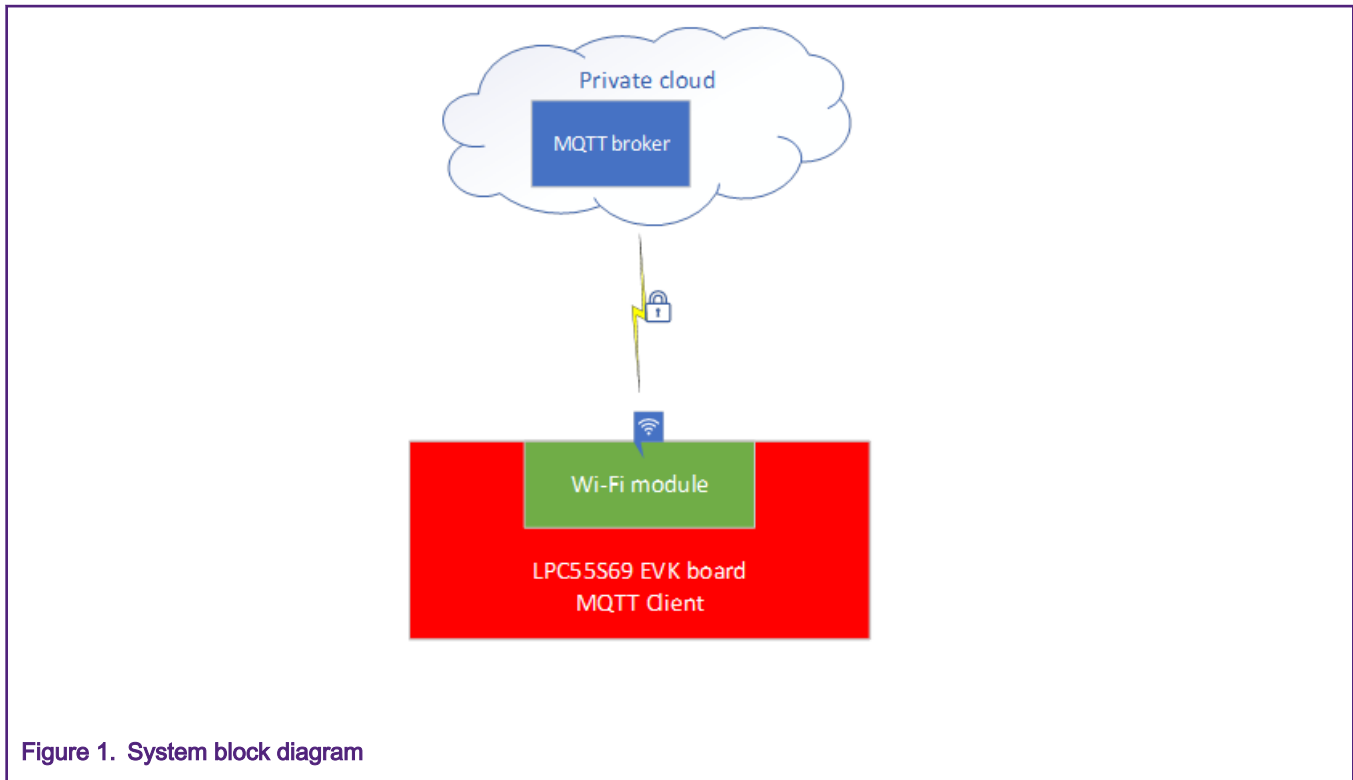 Private cloud
MQTT broker
Wi-Fi module
LPC55S69 EVK board
MQTT Client
Figure 1. System block diagram